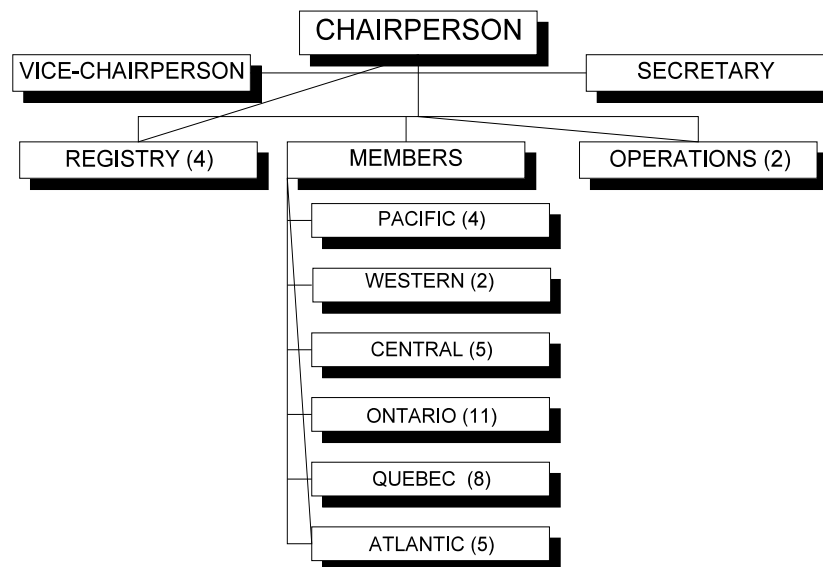 CHAIRPERSON
VICE-CHAIRPERSON
SECRETARY
REGISTRY (4)
MEMBERS
OPERATIONS (2)
PACIFIC (4)
WESTERN (2)
CENTRAL (5)
ONTARIO (11)
QUEBEC (8)
ATLANTIC (5)